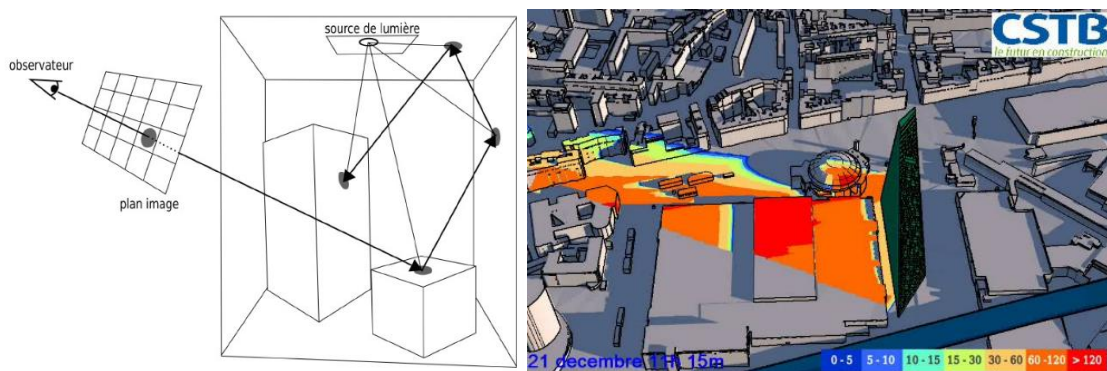 source de lumière
observateur
plan image
CSTB
le futur en construction
21 decembre 11h 15m
0 - 5 5 - 10 10 - 15 15 - 30 30 - 60 60 -120 > 120